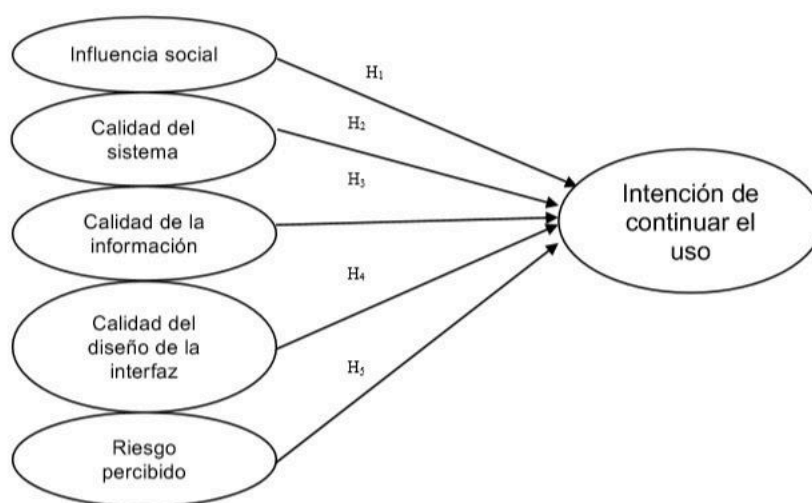 Influencia social
H₁
Calidad del
sistema
H₂
Calidad de la
información
H₃
Calidad del
diseño de la
interfaz
H₄
Riesgo
percibido
H₅
Intención de
continuar el
uso